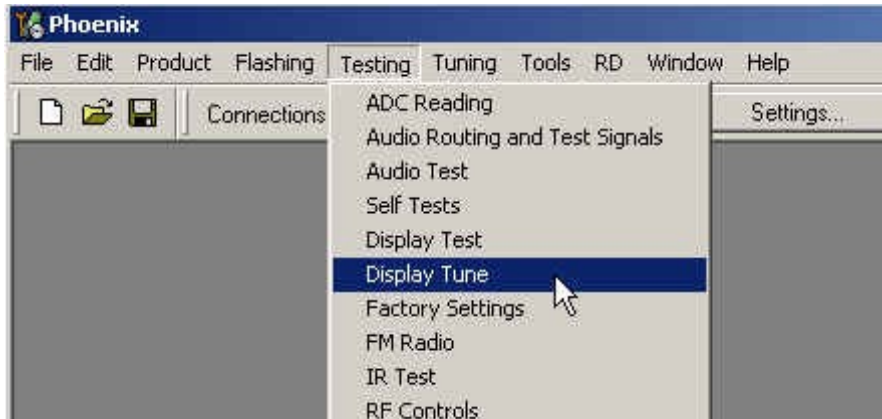 Phoenix
File Edit Product Flashing Testing Tuning Tools RD Window Help
Connections
Settings...
ADC Reading
Audio Routing and Test Signals
Audio Test
Self Tests
Display Test
Display Tune
Factory Settings
FM Radio
IR Test
RF Controls